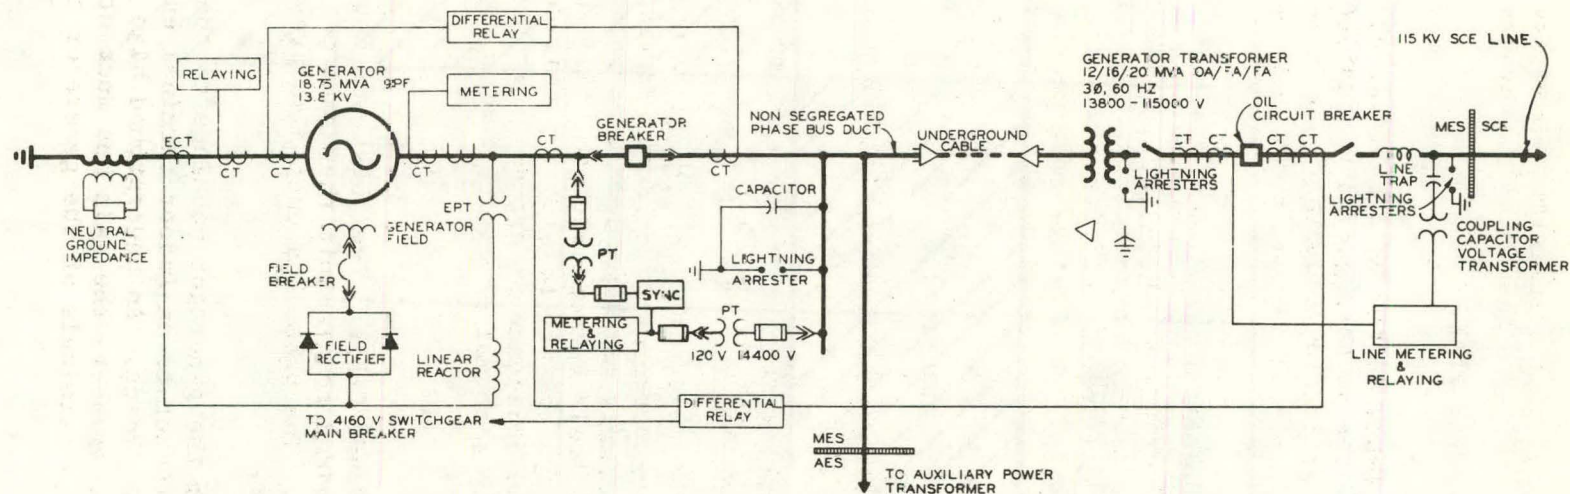 DIFFERENTIAL
RELAY
RELAYING
GENERATOR
18.75 MVA .95PF
13.8 KV
METERING
115 KV SCE LINE
GENERATOR TRANSFORMER
12/16/20 MVA OA/FA/FA
3Ø, 60 HZ
13800 - 115000 V
OIL
CIRCUIT BREAKER
NON SEGREGATED
PHASE BUS DUCT
GENERATOR
BREAKER
UNDERGROUND
CABLE
MES
SCE
ECT
CT
CT
CT
CT
CT
CT
CT
CT
CT
LIGHTNING
ARRESTERS
LINE
TRAP
LIGHTNING
ARRESTERS
COUPLING
CAPACITOR
VOLTAGE
TRANSFORMER
NEUTRAL
GROUND
IMPEDANCE
EPT
GENERATOR
FIELD
FIELD
BREAKER
PT
CAPACITOR
LIGHTNING
ARRESTER
SYNC
METERING
&
RELAYING
PT
120 V
14400 V
FIELD
RECTIFIER
LINEAR
REACTOR
LINE METERING
&
RELAYING
TO 4160 V SWITCHGEAR
MAIN BREAKER
DIFFERENTIAL
RELAY
MES
AES
TO AUXILIARY POWER
TRANSFORMER